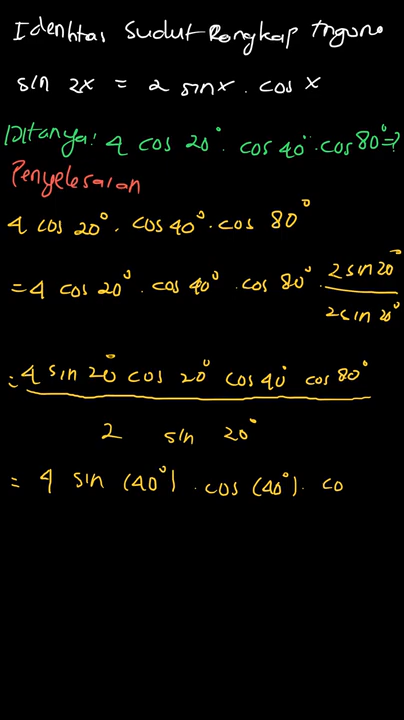 Identitas Sudut Rangkap Trigono
sin 2x = 2 sinx . cos x
Ditanya: 4 cos 20° . cos 40° . cos 80° = ?
Penyelesaian
4 cos 20° . cos 40° . cos 80°
= 4 cos 20° . cos 40° . cos 80° . 2 sin 20°
2 sin 20°
= 4 sin 20° cos 20° cos 40° cos 80°
2 sin 20°
= 4 sin (40°) . cos (40°) . co